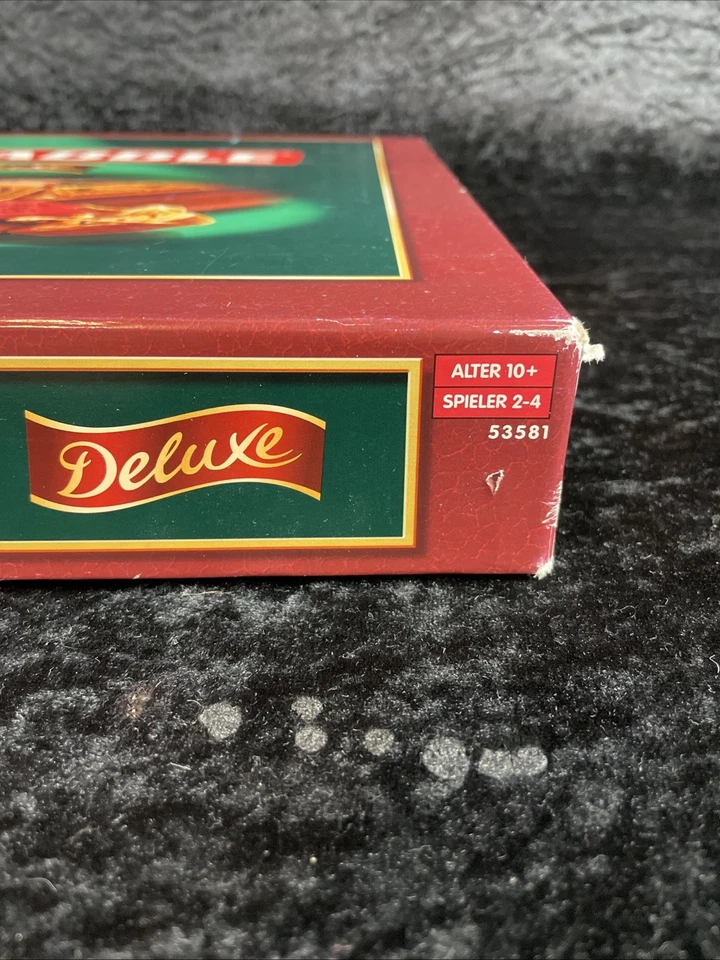 Deluxe
ALTER 10+
SPIELER 2-4
53581